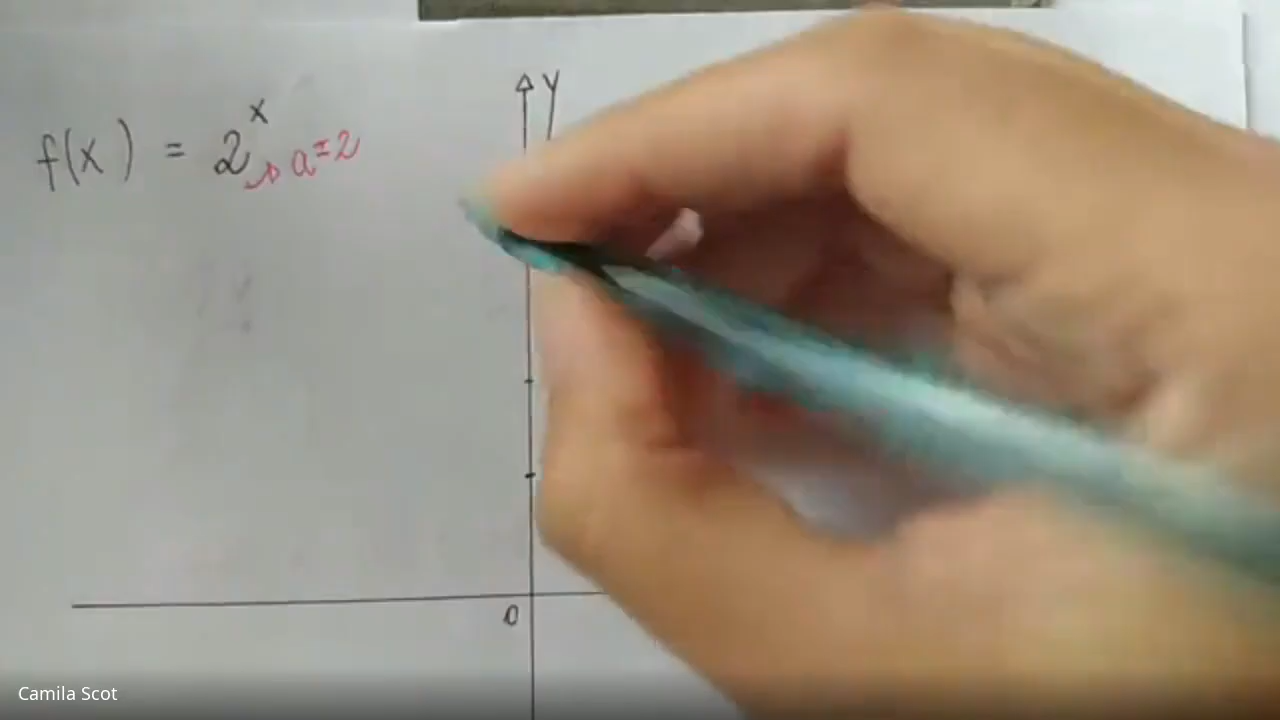 f(x) = 2^x → a=2
y
0
Camila Scot